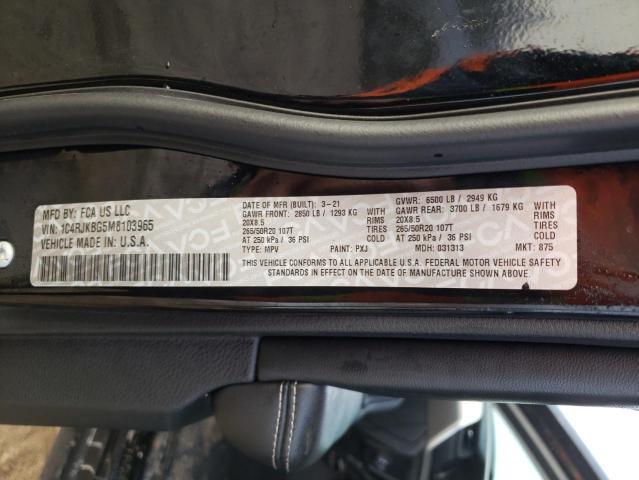 MFD BY: FCA US LLC
VIN: 1C4RJKBG5M8103965
VEHICLE MADE IN U.S.A.
DATE OF MFR (BUILT): 3-21
GAWR FRONT: 2850 LB / 1293 KG WITH
20X8.5 RIMS
265/50R20 107T TIRES
AT 250 kPa / 36 PSI COLD
TYPE: MPV PAINT: PXJ
GVWR: 6500 LB / 2949 KG
GAWR REAR: 3700 LB / 1679 KG WITH
20X8.5 RIMS
265/50R20 107T TIRES
AT 250 kPa / 36 PSI COLD
MDH: 031313 MKT: 875
THIS VEHICLE CONFORMS TO ALL APPLICABLE U.S.A. FEDERAL MOTOR VEHICLE SAFETY
STANDARDS IN EFFECT ON THE DATE OF MANUFACTURE SHOWN ABOVE.